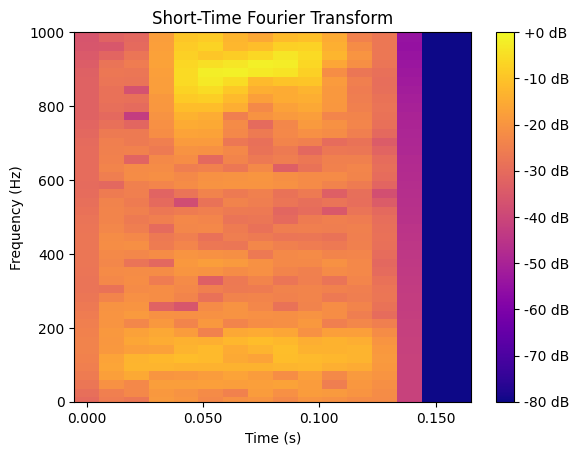 Short-Time Fourier Transform
1000
800
600
400
200
0
Frequency (Hz)
0.000
0.050
0.100
0.150
Time (s)
+0 dB
-10 dB
-20 dB
-30 dB
-40 dB
-50 dB
-60 dB
-70 dB
-80 dB